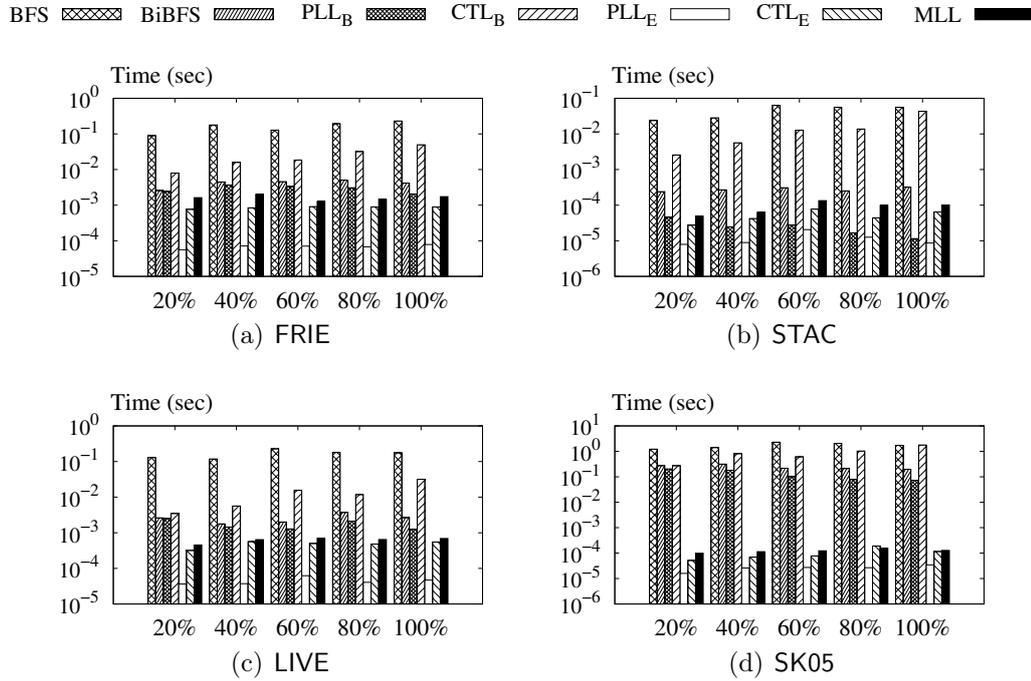 BFS BiBFS PLL_B CTL_B PLL_E CTL_E MLL
Time (sec)
10^0
10^-1
10^-2
10^-3
10^-4
10^-5
20% 40% 60% 80% 100%
(a) FRIE
Time (sec)
10^-1
10^-2
10^-3
10^-4
10^-5
10^-6
20% 40% 60% 80% 100%
(b) STAC
Time (sec)
10^0
10^-1
10^-2
10^-3
10^-4
10^-5
20% 40% 60% 80% 100%
(c) LIVE
Time (sec)
10^1
10^0
10^-1
10^-2
10^-3
10^-4
10^-5
10^-6
20% 40% 60% 80% 100%
(d) SK05